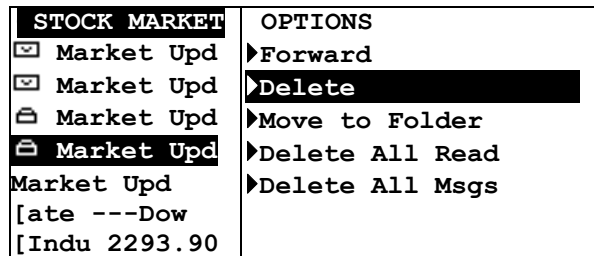 STOCK MARKET
Market Upd
Market Upd
Market Upd
Market Upd
Market Upd
[ate ---Dow
[Indu 2293.90
OPTIONS
Forward
Delete
Move to Folder
Delete All Read
Delete All Msgs